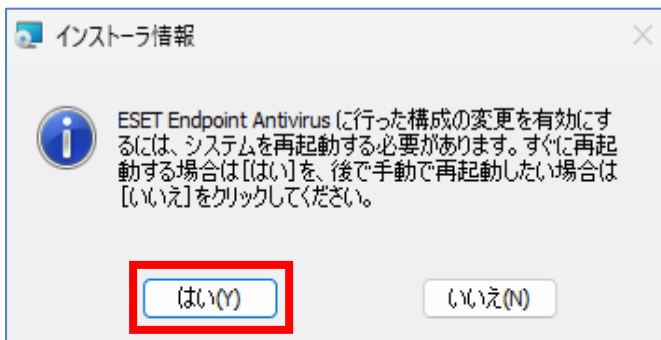 インストーラ情報
ESET Endpoint Antivirus に行った構成の変更を有効にす
るには、システムを再起動する必要があります。すぐに再起
動する場合は[はい]を、後で手動で再起動したい場合は
[いいえ]をクリックしてください。
はい(Y)
いいえ(N)